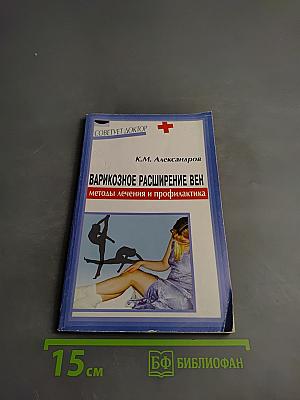 СОВЕТУЕТ ДОКТОР
К.М. Александров
ВАРИКОЗНОЕ РАСШИРЕНИЕ ВЕН
методы лечения и профилактика
15 см
БФ БИБЛИОФАН